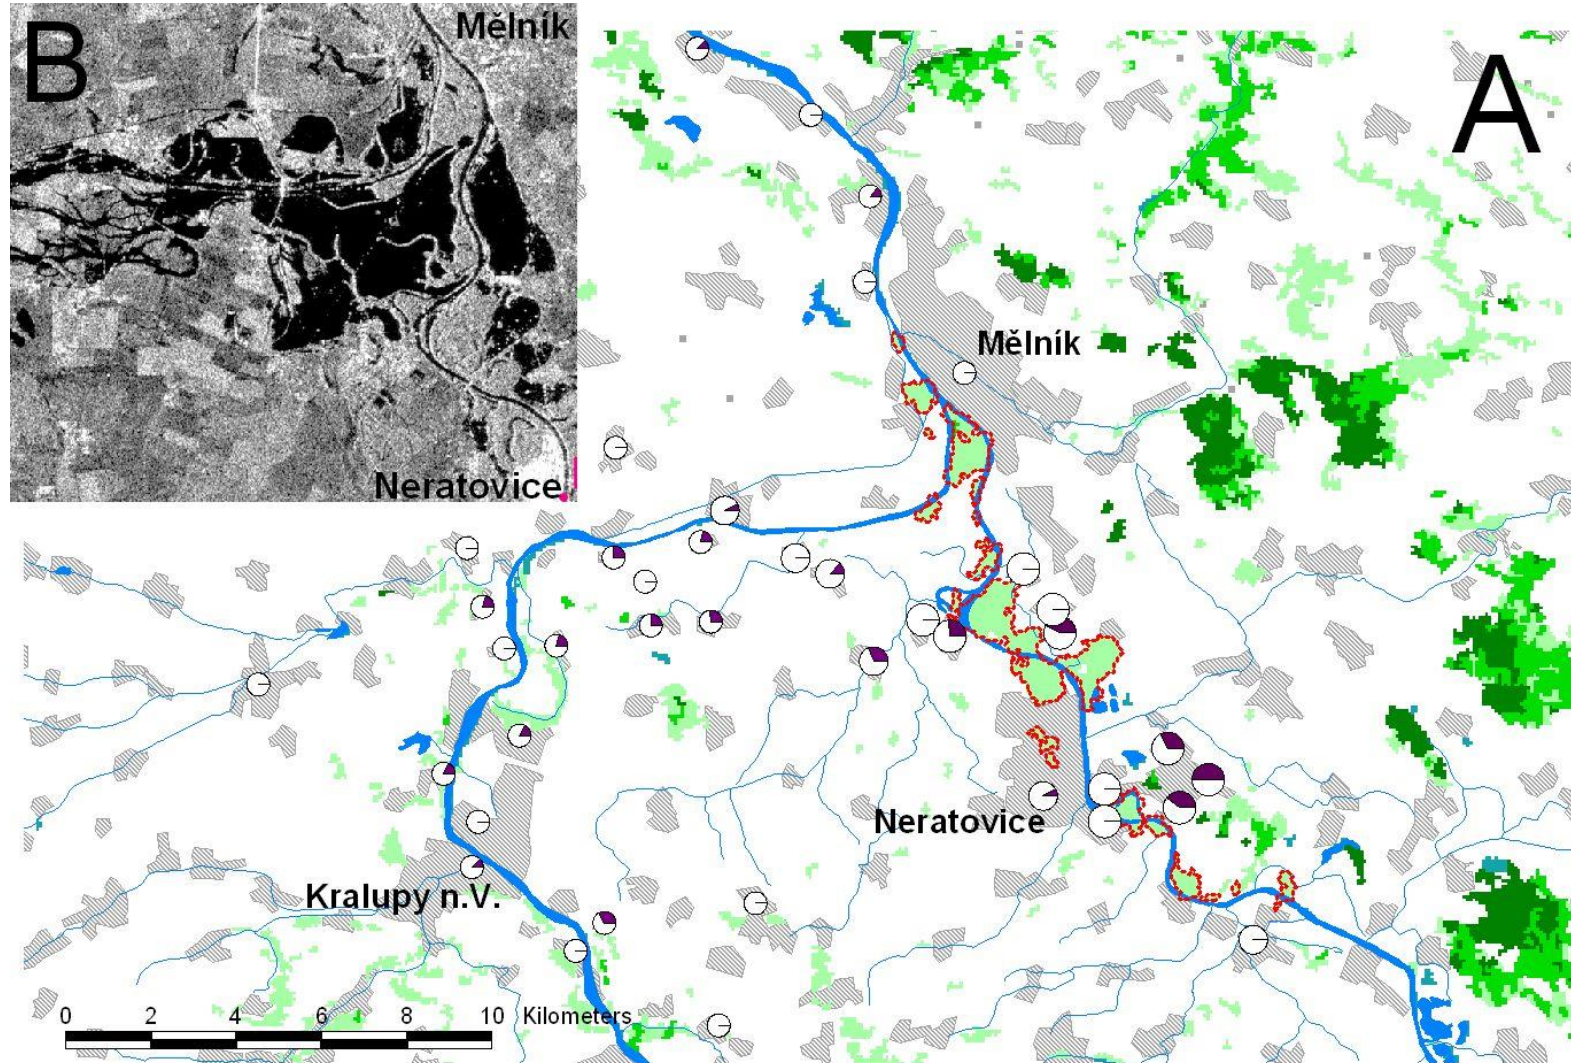 B
Mělník
Neratovice
A
Mělník
Neratovice
Kralupy n.V.
0 2 4 6 8 10 Kilometers